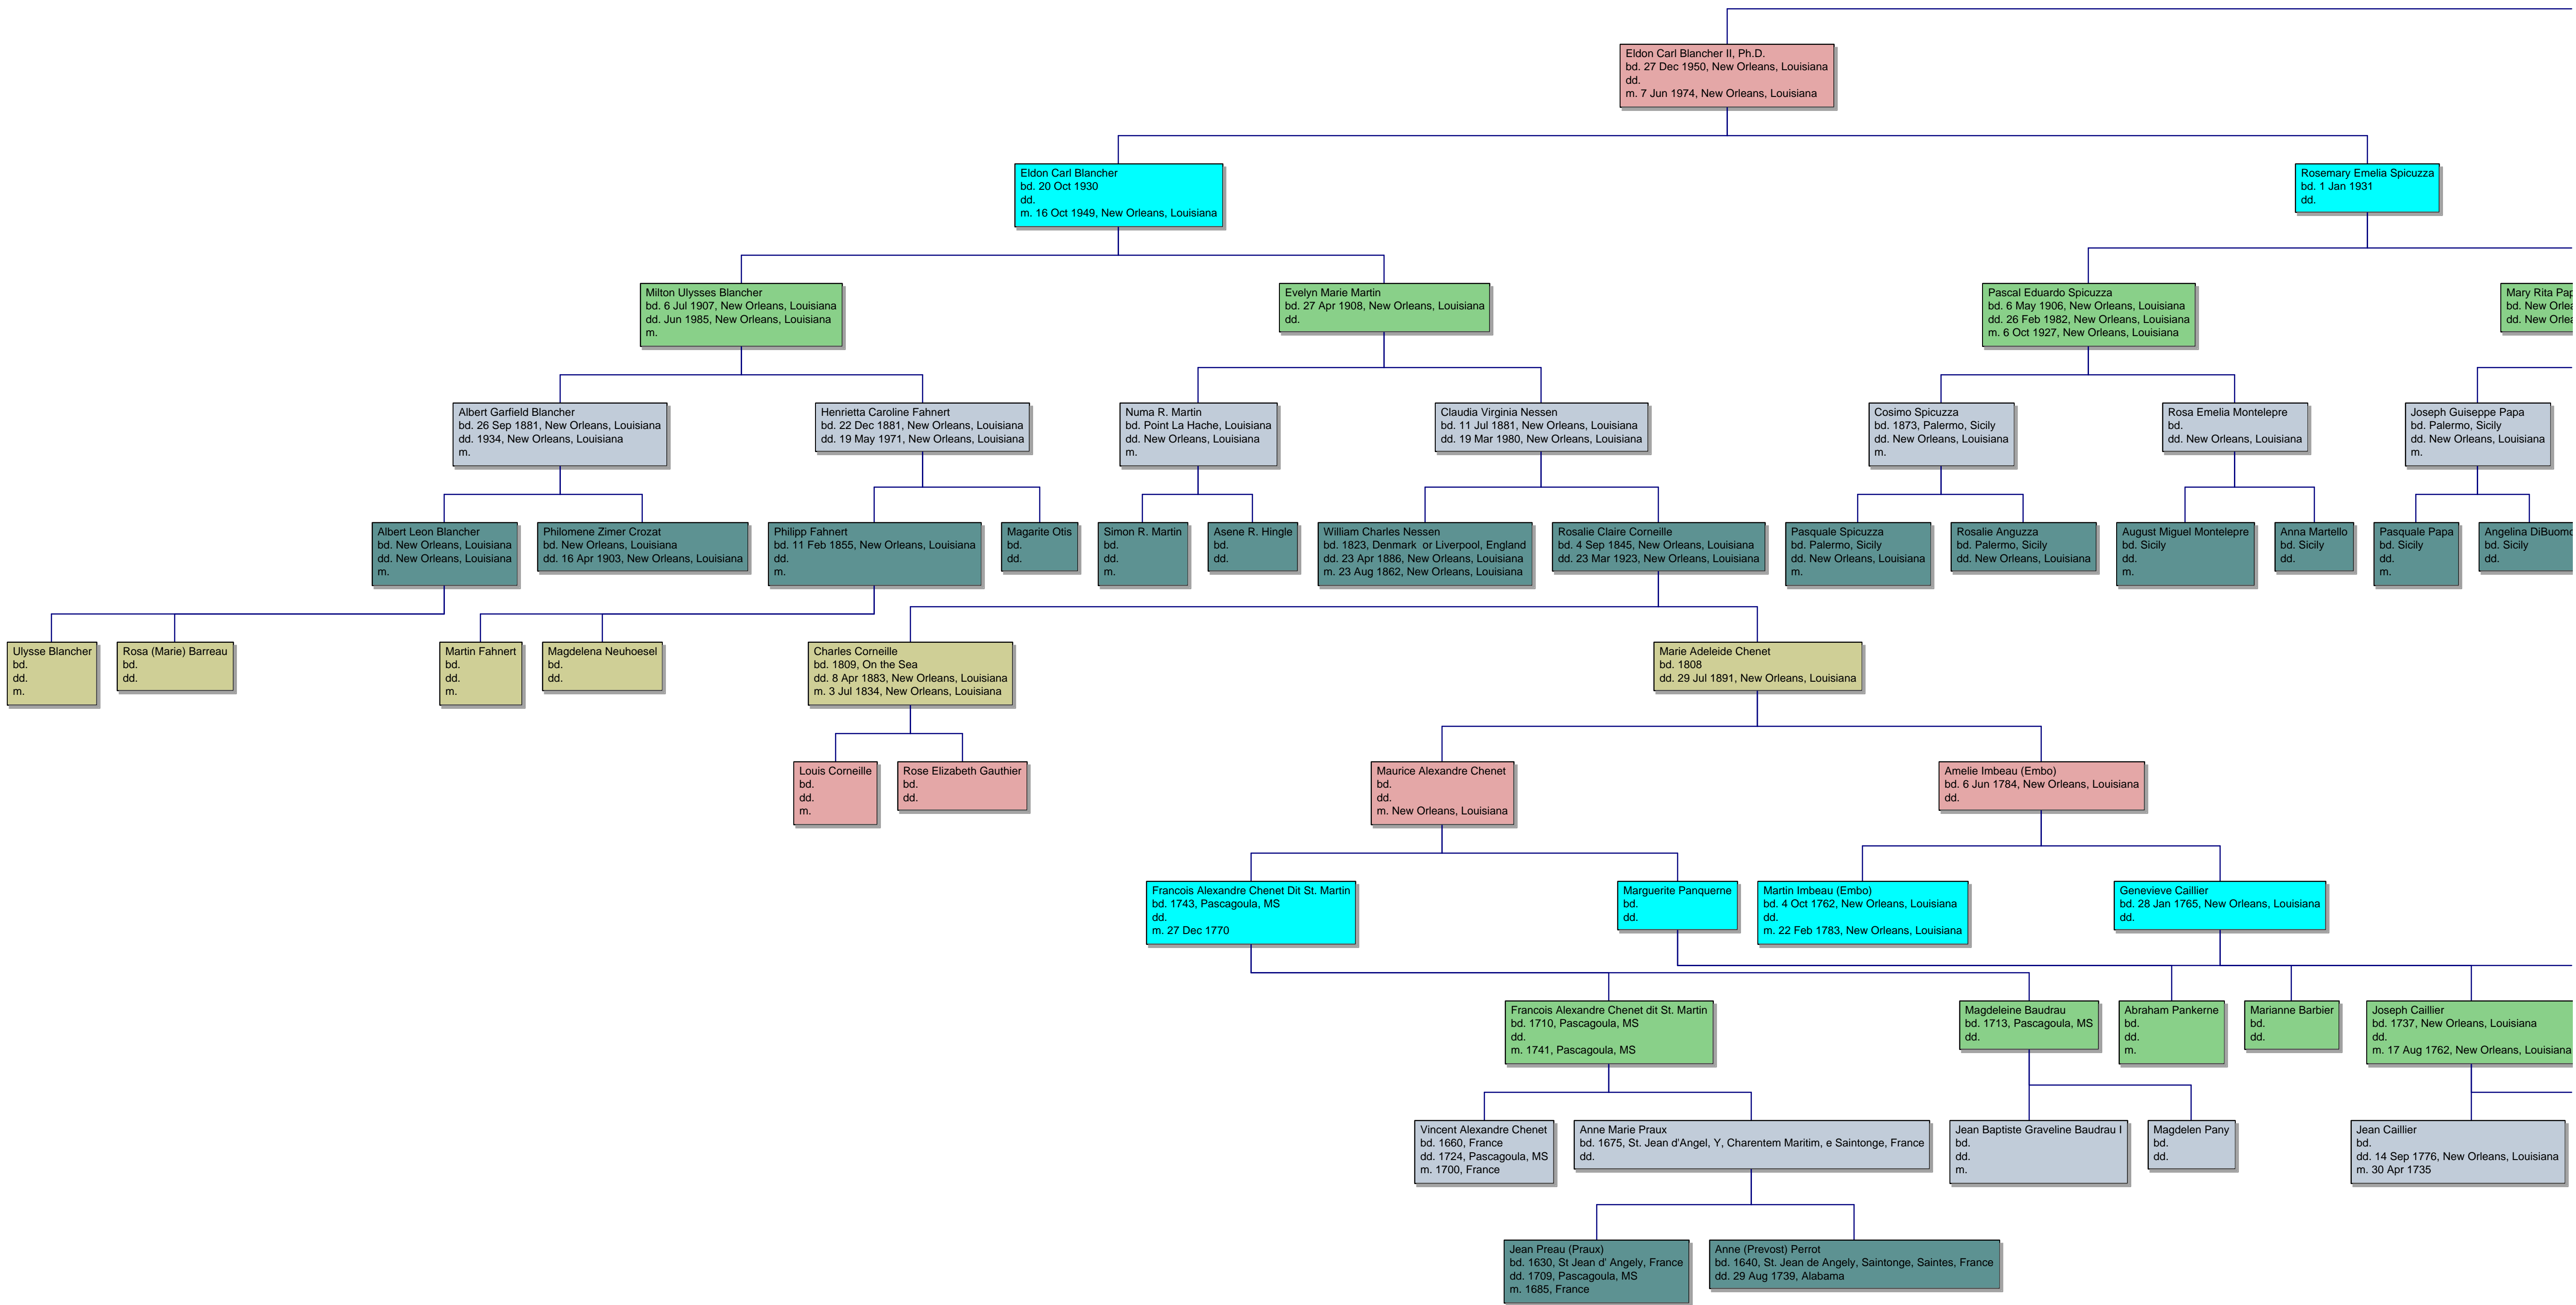 Eldon Carl Blancher II, Ph.D.
bd. 27 Dec 1950, New Orleans, Louisiana
dd.
m. 7 Jun 1974, New Orleans, Louisiana
Eldon Carl Blancher
bd. 20 Oct 1930
dd.
m. 16 Oct 1949, New Orleans, Louisiana
Rosemary Emelia Spicuzza
bd. 1 Jan 1931
dd.
Milton Ulysses Blancher
bd. 6 Jul 1907, New Orleans, Louisiana
dd. Jun 1985, New Orleans, Louisiana
m.
Evelyn Marie Martin
bd. 27 Apr 1908, New Orleans, Louisiana
dd.
Pascal Eduardo Spicuzza
bd. 6 May 1906, New Orleans, Louisiana
dd. 26 Feb 1982, New Orleans, Louisiana
m. 6 Oct 1927, New Orleans, Louisiana
Mary Rita
bd. New
dd. New
Albert Garfield Blancher
bd. 26 Sep 1881, New Orleans, Louisiana
dd. 1934, New Orleans, Louisiana
m.
Henrietta Caroline Fahnert
bd. 22 Dec 1881, New Orleans, Louisiana
dd. 19 May 1971, New Orleans, Louisiana
Numa R. Martin
bd. Point La Hache, Louisiana
dd. New Orleans, Louisiana
m.
Claudia Virginia Nessen
bd. 11 Jul 1881, New Orleans, Louisiana
dd. 19 Mar 1980, New Orleans, Louisiana
Cosimo Spicuzza
bd. 1873, Palermo, Sicily
dd. New Orleans, Louisiana
m.
Rosa Emelia Montelepre
bd.
dd. New Orleans, Louisiana
Joseph Guiseppe Papa
bd. Palermo, Sicily
dd. New Orleans, Louisiana
m.
Albert Leon Blancher
bd. New Orleans, Louisiana
dd. New Orleans, Louisiana
m.
Philomene Zimer Crozat
bd. New Orleans, Louisiana
dd. 16 Apr 1903, New Orleans, Louisiana
Philipp Fahnert
bd. 11 Feb 1855, New Orleans, Louisiana
dd.
m.
Magarite Otis
bd.
dd.
Simon R. Martin
bd.
dd.
m.
Asene R. Hingle
bd.
dd.
William Charles Nessen
bd. 1823, Denmark  or Liverpool, England
dd. 23 Apr 1886, New Orleans, Louisiana
m. 23 Aug 1862, New Orleans, Louisiana
Rosalie Claire Corneille
bd. 4 Sep 1845, New Orleans, Louisiana
dd. 23 Mar 1923, New Orleans, Louisiana
Pasquale Spicuzza
bd. Palermo, Sicily
dd. New Orleans, Louisiana
m.
Rosalie Anguzza
bd. Palermo, Sicily
dd. New Orleans, Louisiana
August Miguel Montelepre
bd. Sicily
dd.
m.
Anna Martello
bd. Sicily
dd.
Pasquale Papa
bd. Sicily
dd.
m.
Angelina
bd. Sicily
dd.
Ulysse Blancher
bd.
dd.
m.
Rosa (Marie) Barreau
bd.
dd.
Martin Fahnert
bd.
dd.
m.
Magdelena Neuhoesel
bd.
dd.
Charles Corneille
bd. 1809, On the Sea
dd. 8 Apr 1883, New Orleans, Louisiana
m. 3 Jul 1834, New Orleans, Louisiana
Marie Adeleide Chenet
bd. 1808
dd. 29 Jul 1891, New Orleans, Louisiana
Louis Corneille
bd.
dd.
m.
Rose Elizabeth Gauthier
bd.
dd.
Maurice Alexandre Chenet
bd.
dd.
m. New Orleans, Louisiana
Amelie Imbeau (Embo)
bd. 6 Jun 1784, New Orleans, Louisiana
dd.
Francois Alexandre Chenet Dit St. Martin
bd. 1743, Pascagoula, MS
dd.
m. 27 Dec 1770
Marguerite Panquerne
bd.
dd.
Martin Imbeau (Embo)
bd. 4 Oct 1762, New Orleans, Louisiana
dd.
m. 22 Feb 1783, New Orleans, Louisiana
Genevieve Caillier
bd. 28 Jan 1765, New Orleans, Louisiana
dd.
Francois Alexandre Chenet dit St. Martin
bd. 1710, Pascagoula, MS
dd.
m. 1741, Pascagoula, MS
Magdeleine Baudrau
bd. 1713, Pascagoula, MS
dd.
Abraham Pankerne
bd.
dd.
m.
Marianne Barbier
bd.
dd.
Joseph Caillier
bd. 1737, New Orleans, Louisiana
dd.
m. 17 Aug 1762, New Orleans, Louisiana
Vincent Alexandre Chenet
bd. 1660, France
dd. 1724, Pascagoula, MS
m. 1700, France
Anne Marie Praux
bd. 1675, St. Jean d'Angel, Y, Charentem Maritim, e Saintonge, France
dd.
Jean Baptiste Graveline Baudrau I
bd.
dd.
m.
Magdelen Pany
bd.
dd.
Jean Caillier
bd.
dd. 14 Sep 1776, New Orleans, Louisiana
m. 30 Apr 1735
Jean Preau (Praux)
bd. 1630, St Jean d' Angely, France
dd. 1709, Pascagoula, MS
m. 1685, France
Anne (Prevost) Perrot
bd. 1640, St. Jean de Angely, Saintonge, Saintes, France
dd. 29 Aug 1739, Alabama